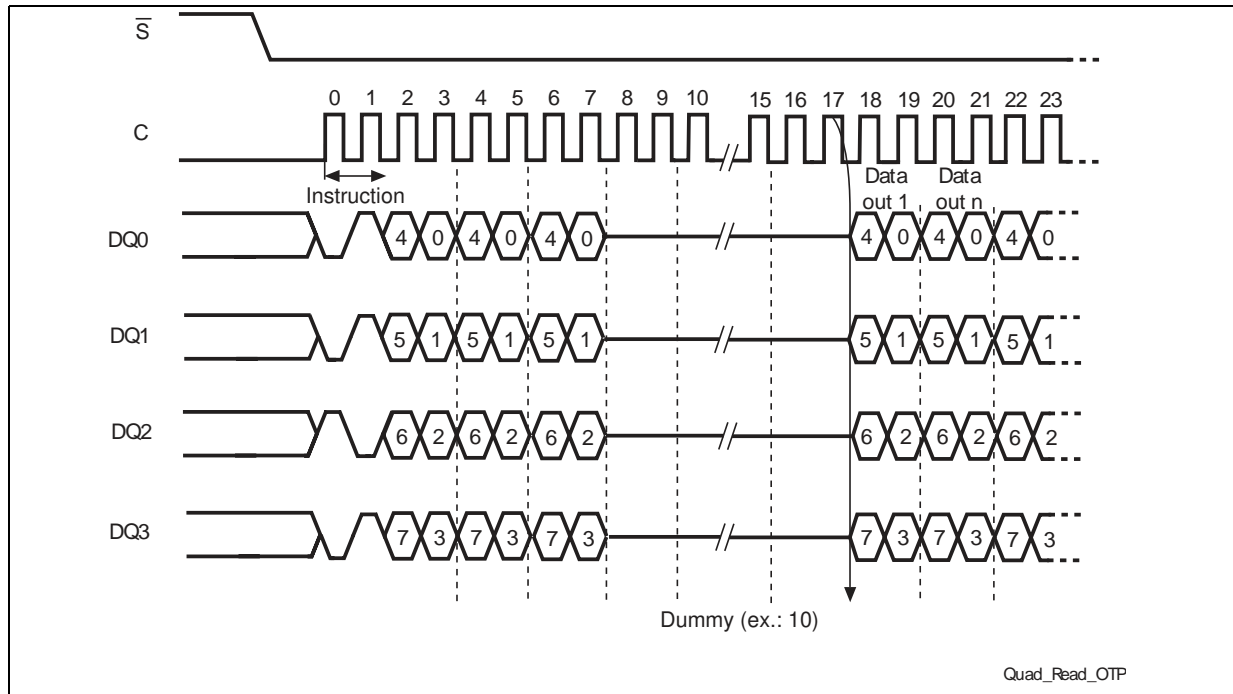 S
0 1 2 3 4 5 6 7 8 9 10 15 16 17 18 19 20 21 22 23
C
Instruction
Data
out 1
Data
out n
DQ0
4 0 4 0 4 0 4 0 4 0 4 0
DQ1
5 1 5 1 5 1 5 1 5 1 5 1
DQ2
6 2 6 2 6 2 6 2 6 2 6 2
DQ3
7 3 7 3 7 3 7 3 7 3 7 3
Dummy (ex.: 10)
Quad_Read_OTP